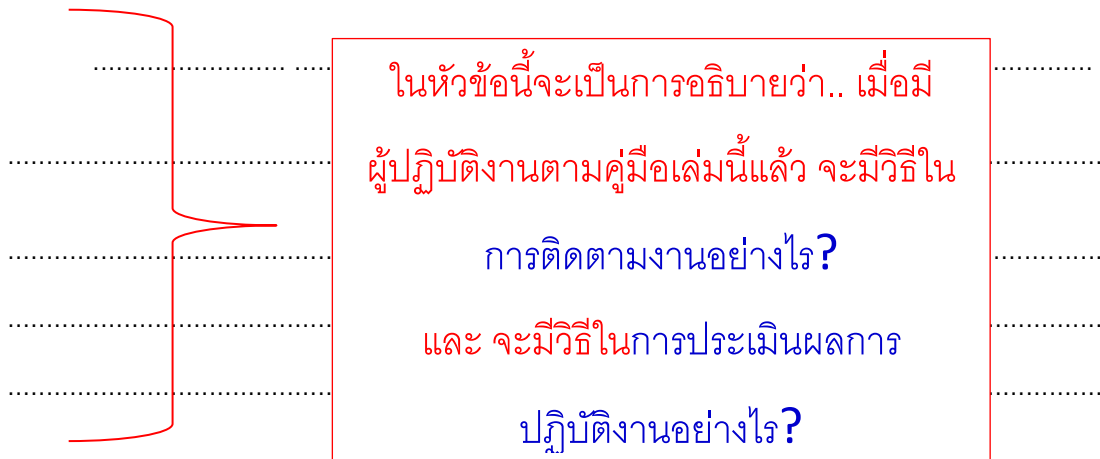 ในหัวข้อนี้จะเป็นการอธิบายว่า.. เมื่อมี
ผู้ปฏิบัติงานตามคู่มือเล่มนี้แล้ว จะมีวิธีใน
การติดตามงานอย่างไร?
และ จะมีวิธีในการประเมินผลการ
ปฏิบัติงานอย่างไร?